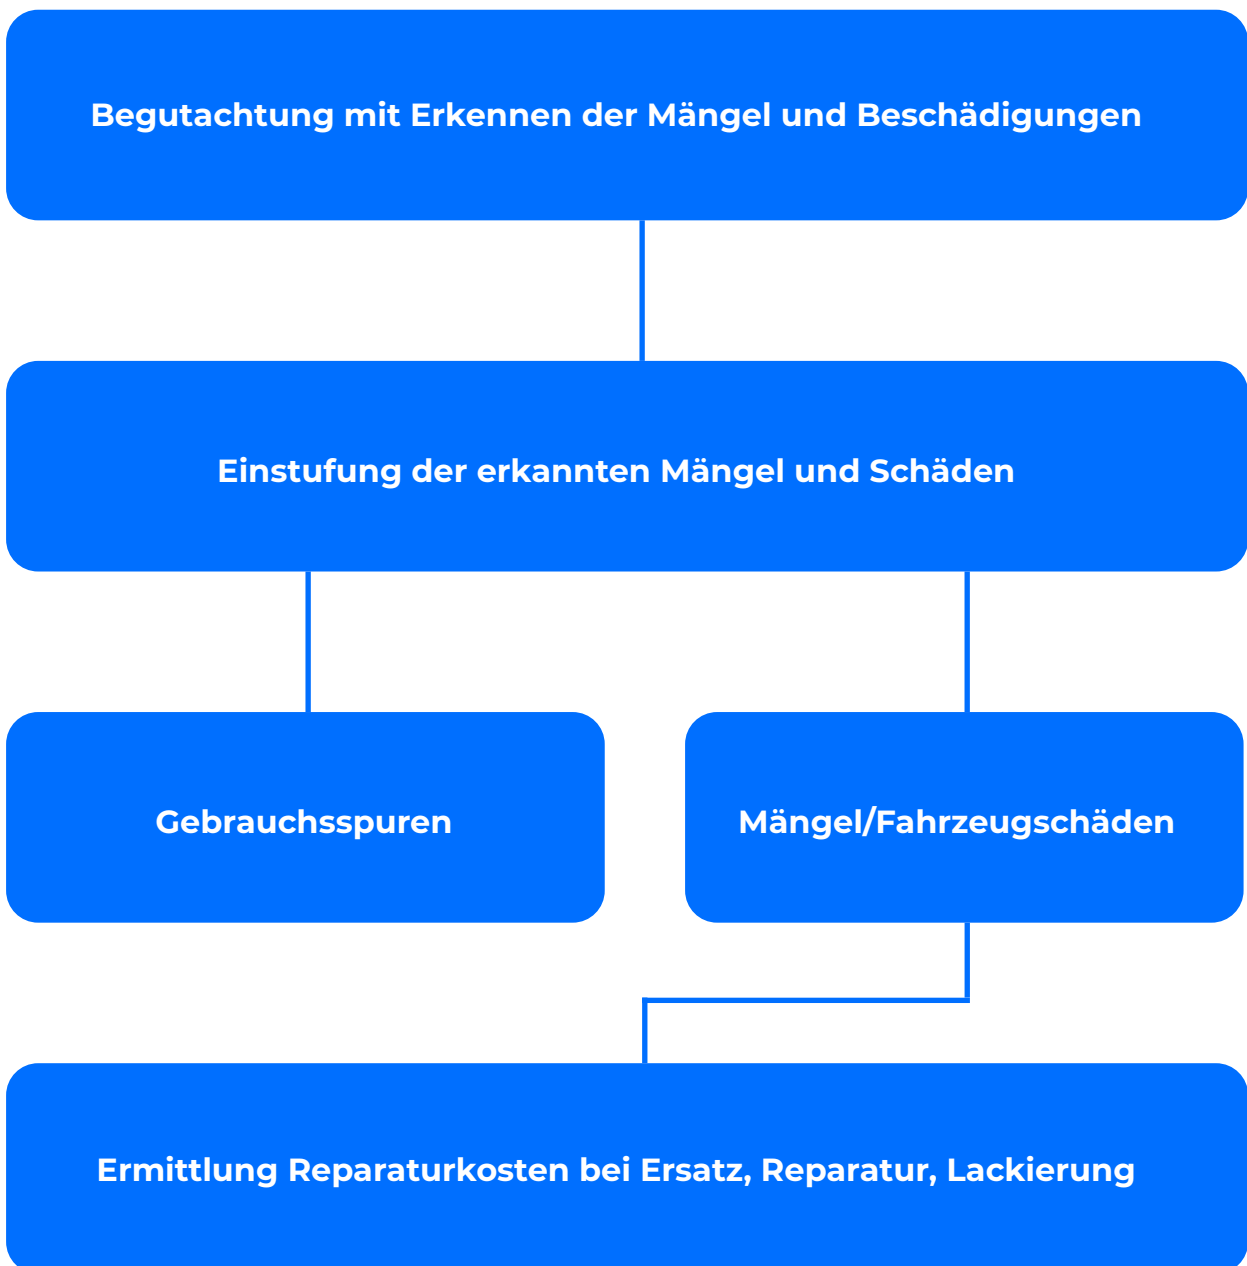 Begutachtung mit Erkennen der Mängel und Beschädigungen
Einstufung der erkannten Mängel und Schäden
Gebrauchsspuren
Mängel/Fahrzeugschäden
Ermittlung Reparaturkosten bei Ersatz, Reparatur, Lackierung